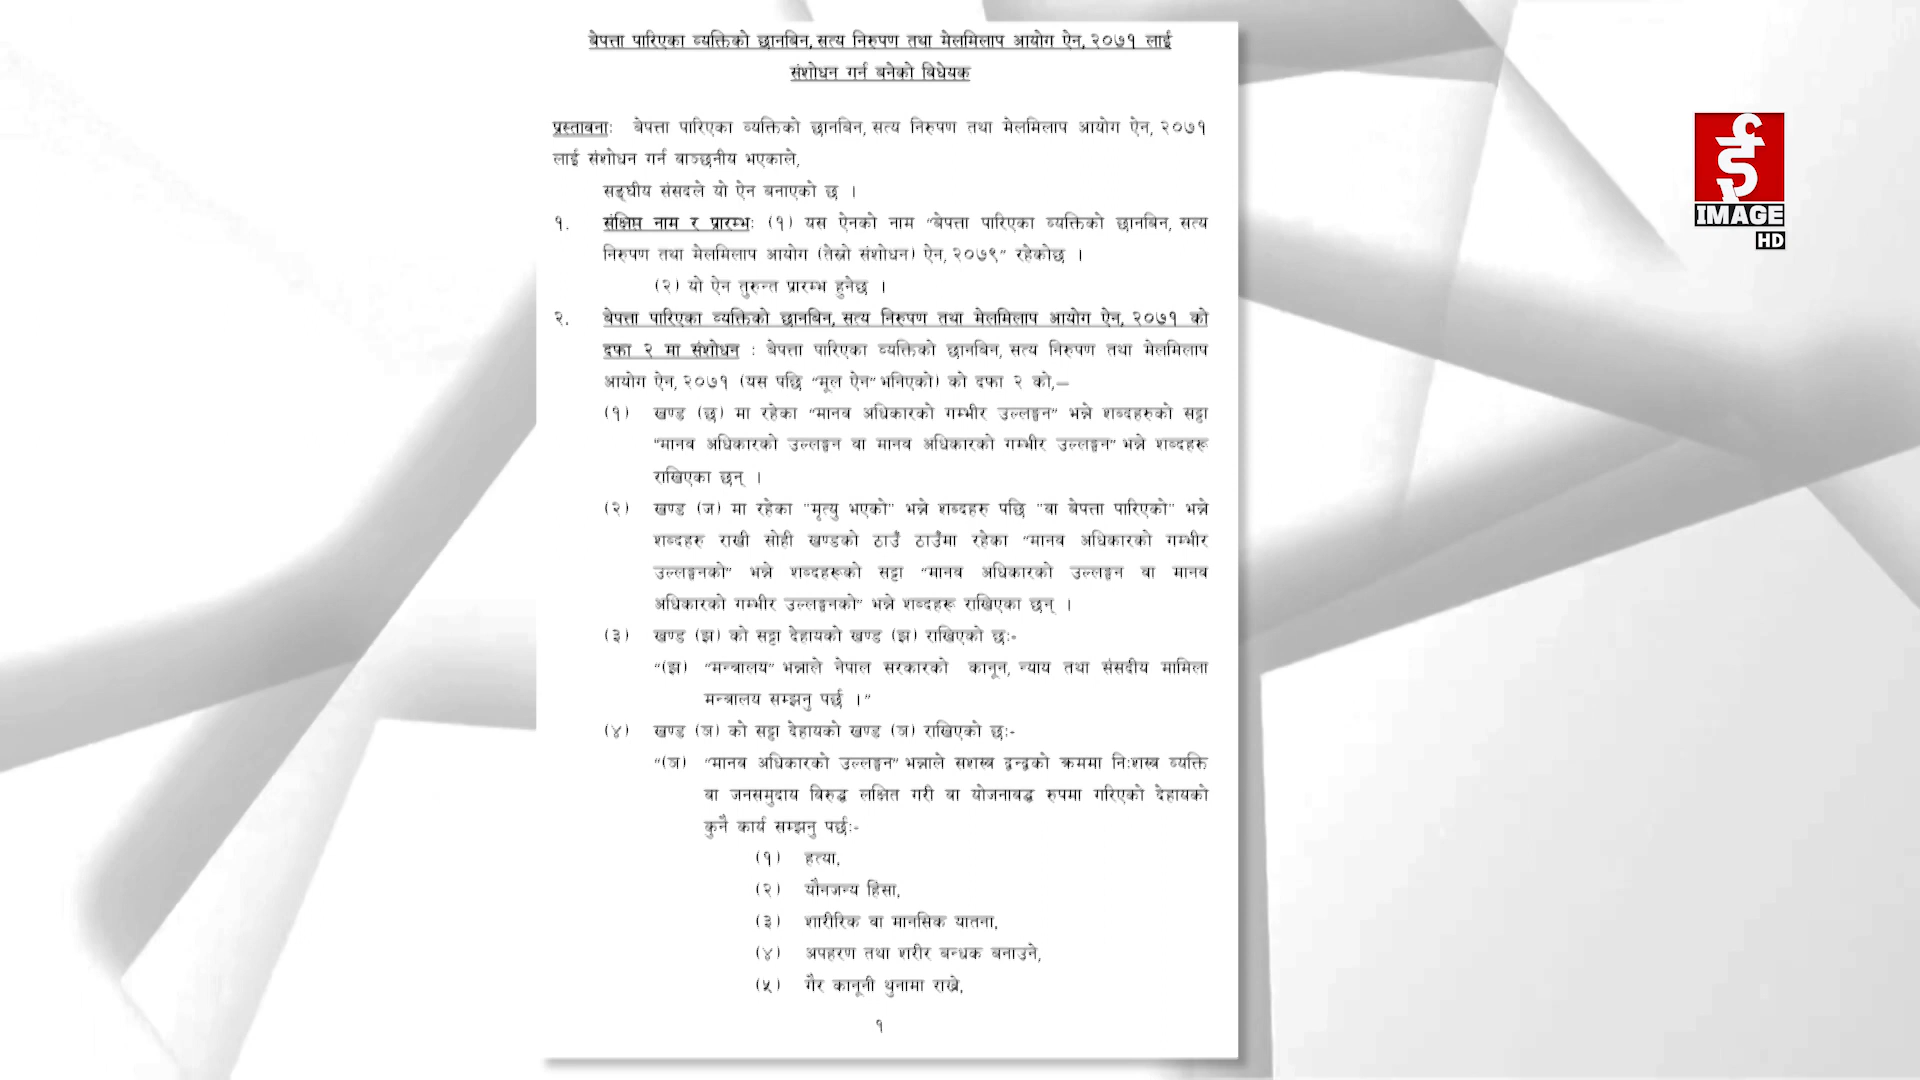 बेपत्ता पारिएका व्यक्तिको छानबिन, सत्य निरुपण तथा मेलमिलाप आयोग ऐन, २०७१ लाई
संशोधन गर्न बनेको विधेयक
प्रस्तावनाः बेपत्ता पारिएका व्यक्तिको छानबिन, सत्य निरुपण तथा मेलमिलाप आयोग ऐन, २०७१
लाई संशोधन गर्न बाञ्छनीय भएकाले,
सङ्घीय संसदले यो ऐन बनाएको छ ।
१. संक्षिप्त नाम र प्रारम्भः (१) यस ऐनको नाम "बेपत्ता पारिएका व्यक्तिको छानबिन, सत्य
निरुपण तथा मेलमिलाप आयोग (तेस्रो संशोधन) ऐन, २०७९" रहेकोछ ।
(२) यो ऐन तुरुन्त प्रारम्भ हुनेछ ।
२. बेपत्ता पारिएका व्यक्तिको छानबिन, सत्य निरुपण तथा मेलमिलाप आयोग ऐन, २०७१ को
दफा २ मा संशोधन : बेपत्ता पारिएका व्यक्तिको छानबिन, सत्य निरुपण तथा मेलमिलाप
आयोग ऐन, २०७१ (यस पछि "मूल ऐन" भनिएको) को दफा २ को,—
(१) खण्ड (छ) मा रहेका "मानव अधिकारको गम्भीर उल्लङ्घन" भन्ने शब्दहरुको सट्टा
"मानव अधिकारको उल्लङ्घन वा मानव अधिकारको गम्भीर उल्लङ्घन" भन्ने शब्दहरू
राखिएका छन् ।
(२) खण्ड (ज) मा रहेका "मृत्यु भएको" भन्ने शब्दहरु पछि "वा बेपत्ता पारिएको" भन्ने
शब्दहरु राखी सोही खण्डको ठाउँ ठाउँमा रहेका "मानव अधिकारको गम्भीर
उल्लङ्घनको" भन्ने शब्दहरूको सट्टा "मानव अधिकारको उल्लङ्घन वा मानव
अधिकारको गम्भीर उल्लङ्घनको" भन्ने शब्दहरू राखिएका छन् ।
(३) खण्ड (झ) को सट्टा देहायको खण्ड (झ) राखिएको छः-
"(झ) "मन्त्रालय" भन्नाले नेपाल सरकारको कानून, न्याय तथा संसदीय मामिला
मन्त्रालय सम्झनु पर्छ ।"
(४) खण्ड (ञ) को सट्टा देहायको खण्ड (ञ) राखिएको छः-
"(ञ) "मानव अधिकारको उल्लङ्घन" भन्नाले सशस्त्र द्वन्द्वको क्रममा निःशस्त्र व्यक्ति
वा जनसमुदाय विरुद्ध लक्षित गरी वा योजनाबद्ध रुपमा गरिएको देहायको
कुनै कार्य सम्झनु पर्छः-
(१) हत्या,
(२) यौनजन्य हिंसा,
(३) शारीरिक वा मानसिक यातना,
(४) अपहरण तथा शरीर बन्धक बनाउने,
(५) गैर कानूनी थुनामा राख्ने,
१
IMAGE
HD